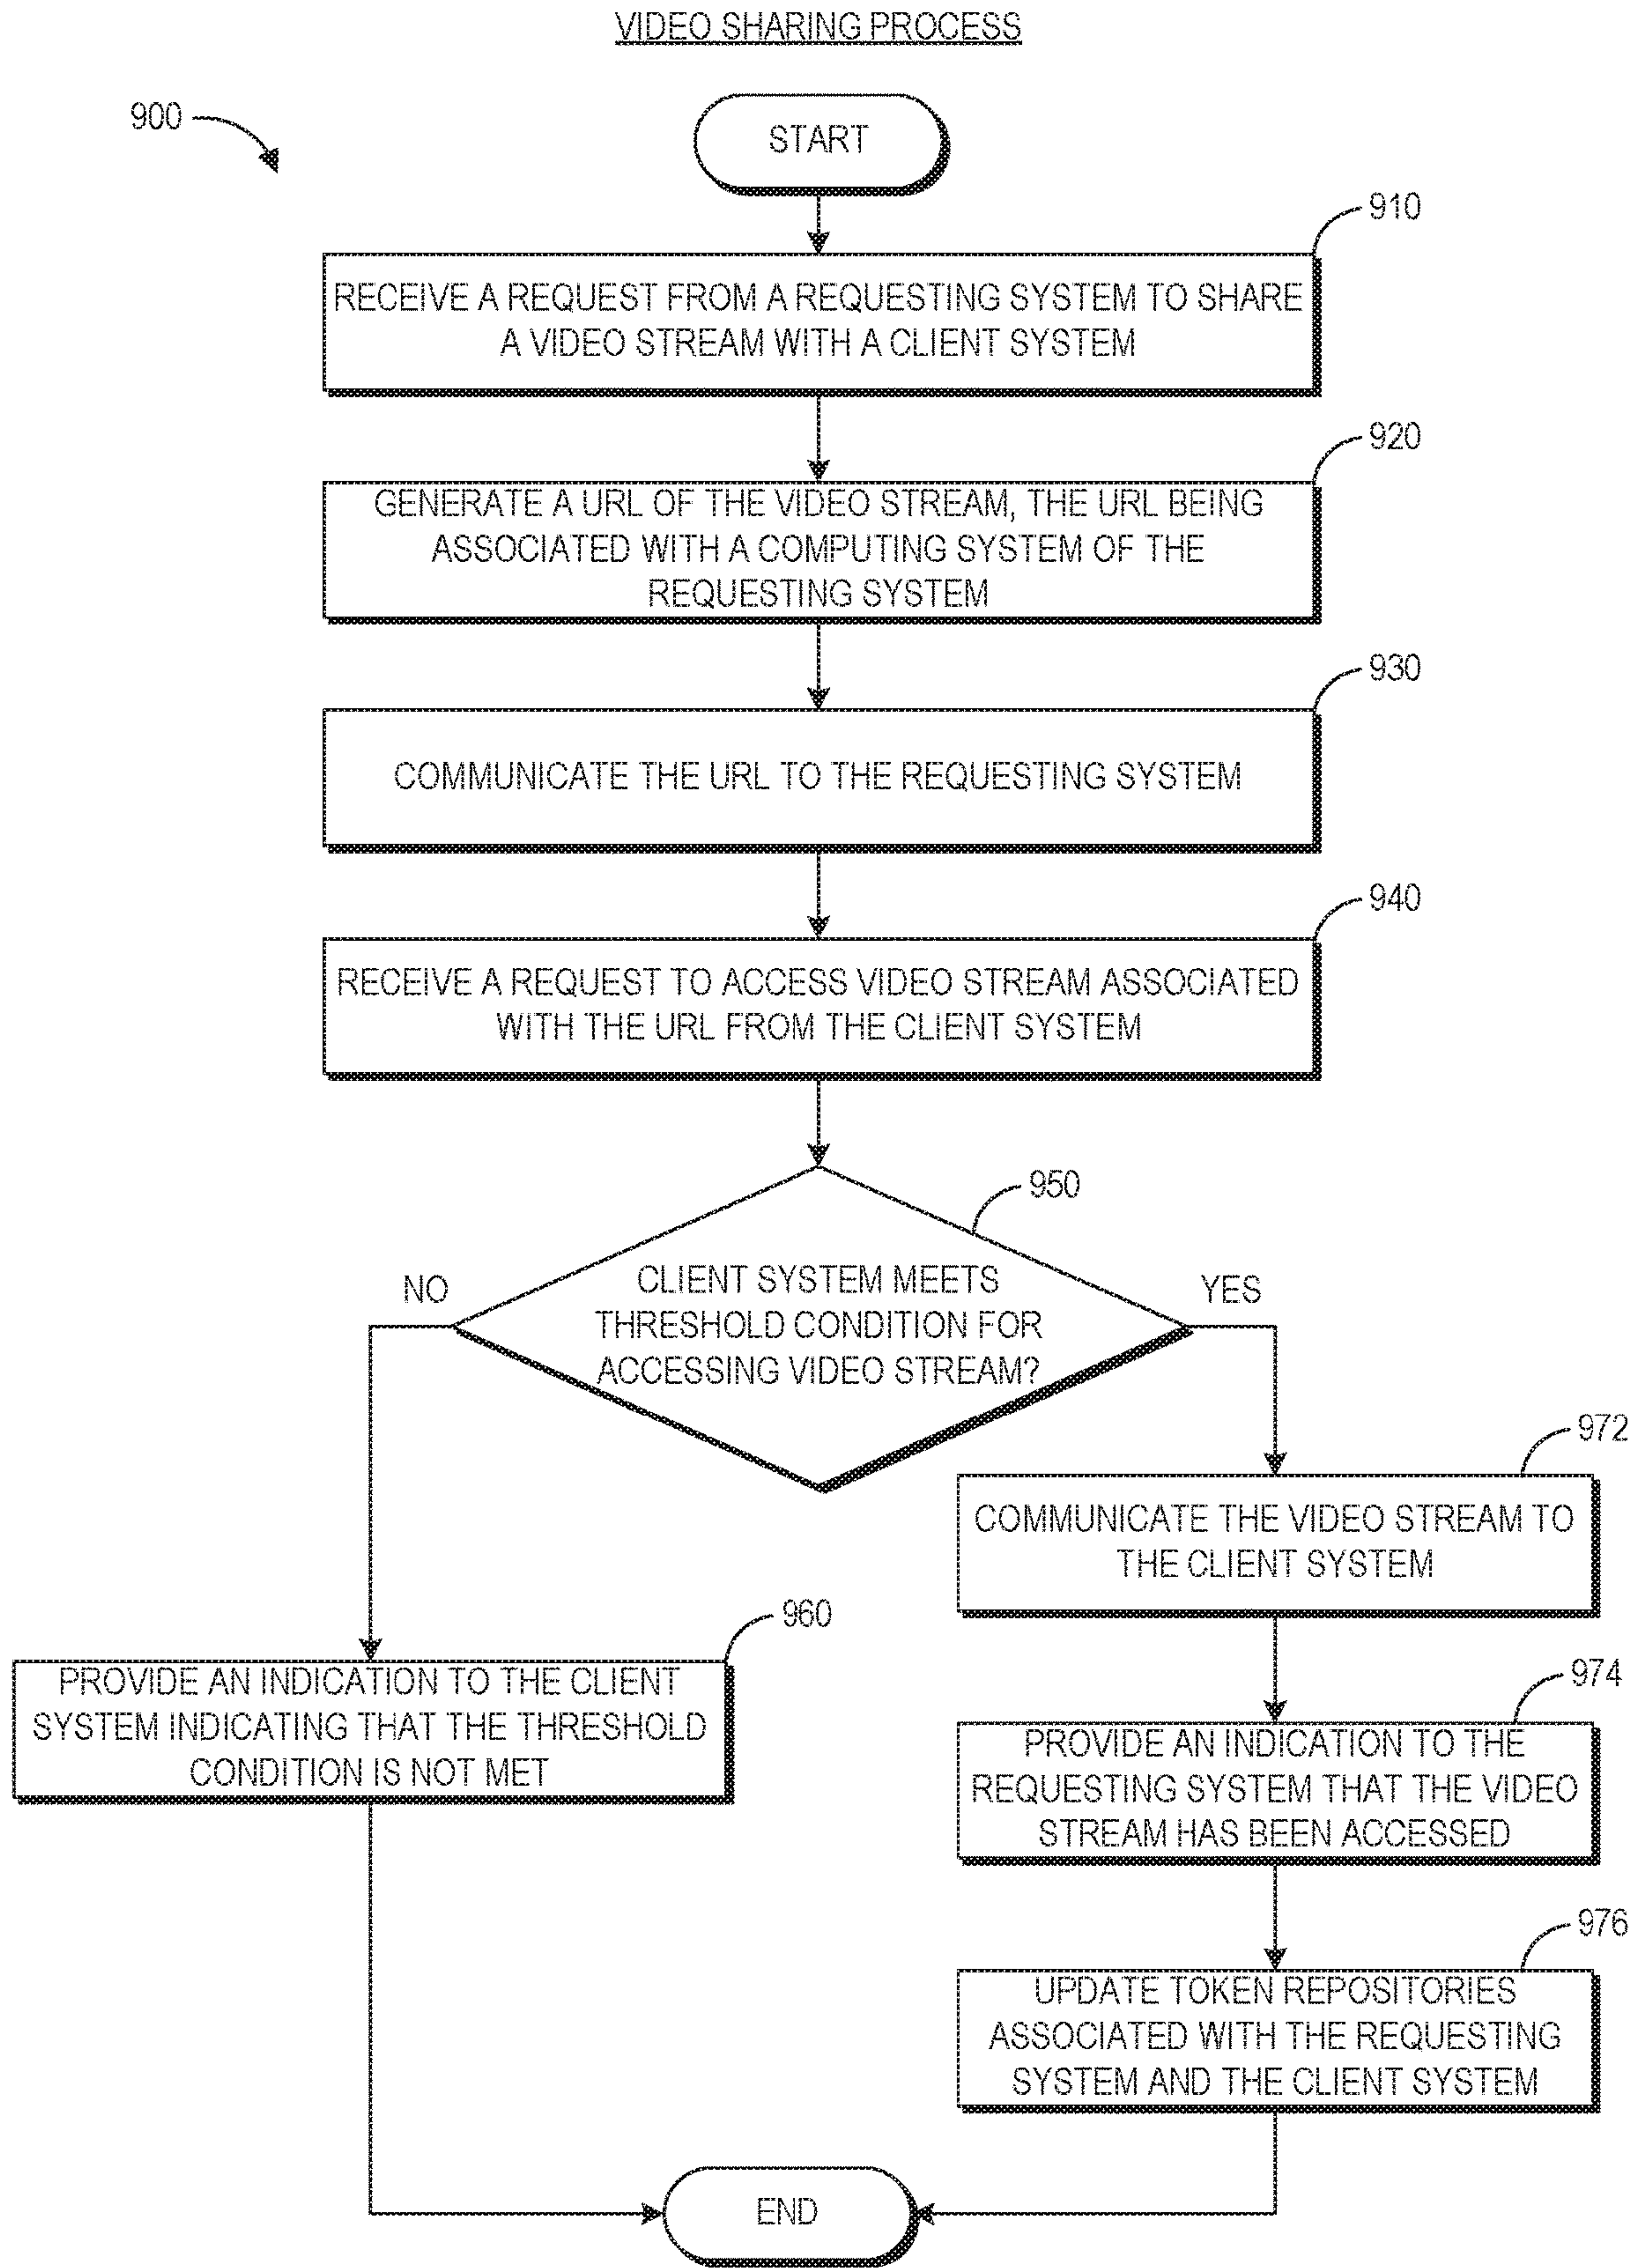 VIDEO SHARING PROCESS
900
START
910
RECEIVE A REQUEST FROM A REQUESTING SYSTEM TO SHARE
A VIDEO STREAM WITH A CLIENT SYSTEM
920
GENERATE A URL OF THE VIDEO STREAM, THE URL BEING
ASSOCIATED WITH A COMPUTING SYSTEM OF THE
REQUESTING SYSTEM
930
COMMUNICATE THE URL TO THE REQUESTING SYSTEM
940
RECEIVE A REQUEST TO ACCESS VIDEO STREAM ASSOCIATED
WITH THE URL FROM THE CLIENT SYSTEM
950
NO
CLIENT SYSTEM MEETS
THRESHOLD CONDITION FOR
ACCESSING VIDEO STREAM?
YES
972
COMMUNICATE THE VIDEO STREAM TO
THE CLIENT SYSTEM
960
PROVIDE AN INDICATION TO THE CLIENT
SYSTEM INDICATING THAT THE THRESHOLD
CONDITION IS NOT MET
974
PROVIDE AN INDICATION TO THE
REQUESTING SYSTEM THAT THE VIDEO
STREAM HAS BEEN ACCESSED
976
UPDATE TOKEN REPOSITORIES
ASSOCIATED WITH THE REQUESTING
SYSTEM AND THE CLIENT SYSTEM
END